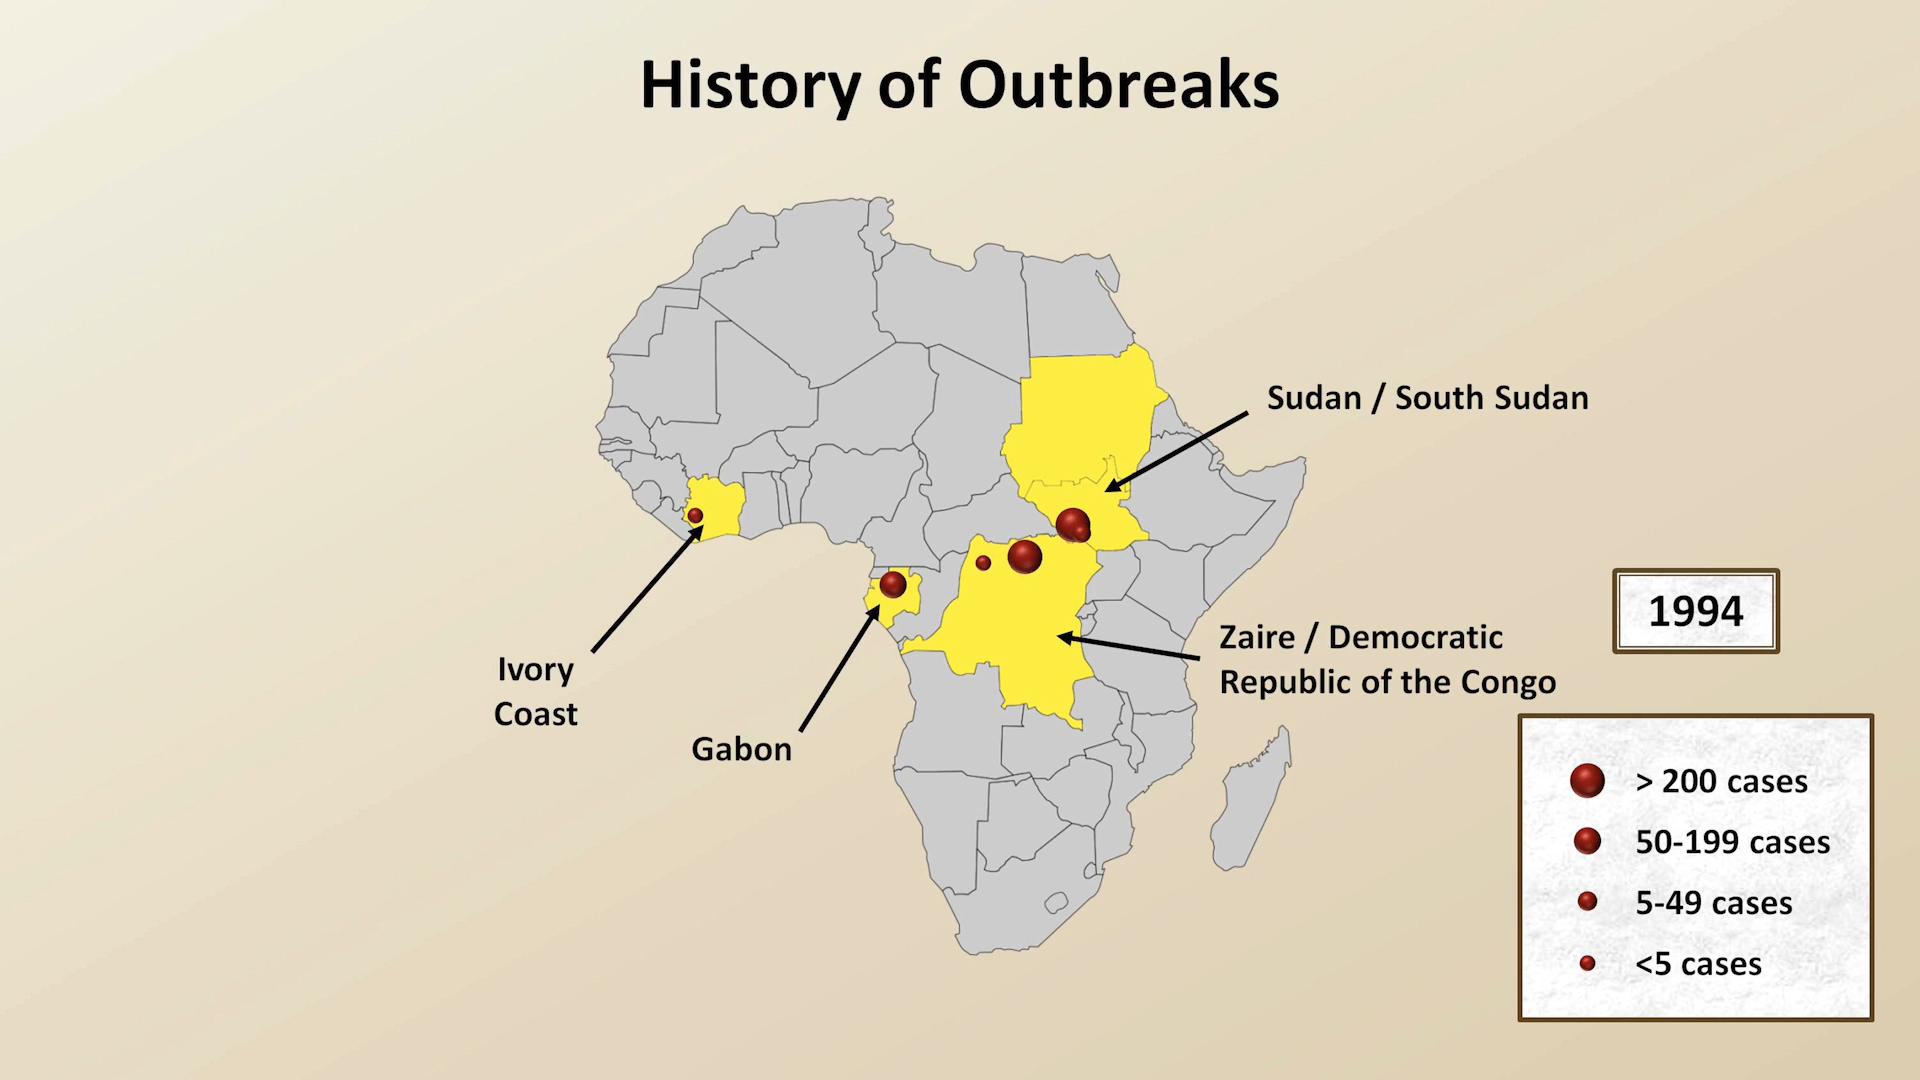 History of Outbreaks
Sudan / South Sudan
Zaire / Democratic
Republic of the Congo
Ivory
Coast
Gabon
1994
> 200 cases
50-199 cases
5-49 cases
<5 cases